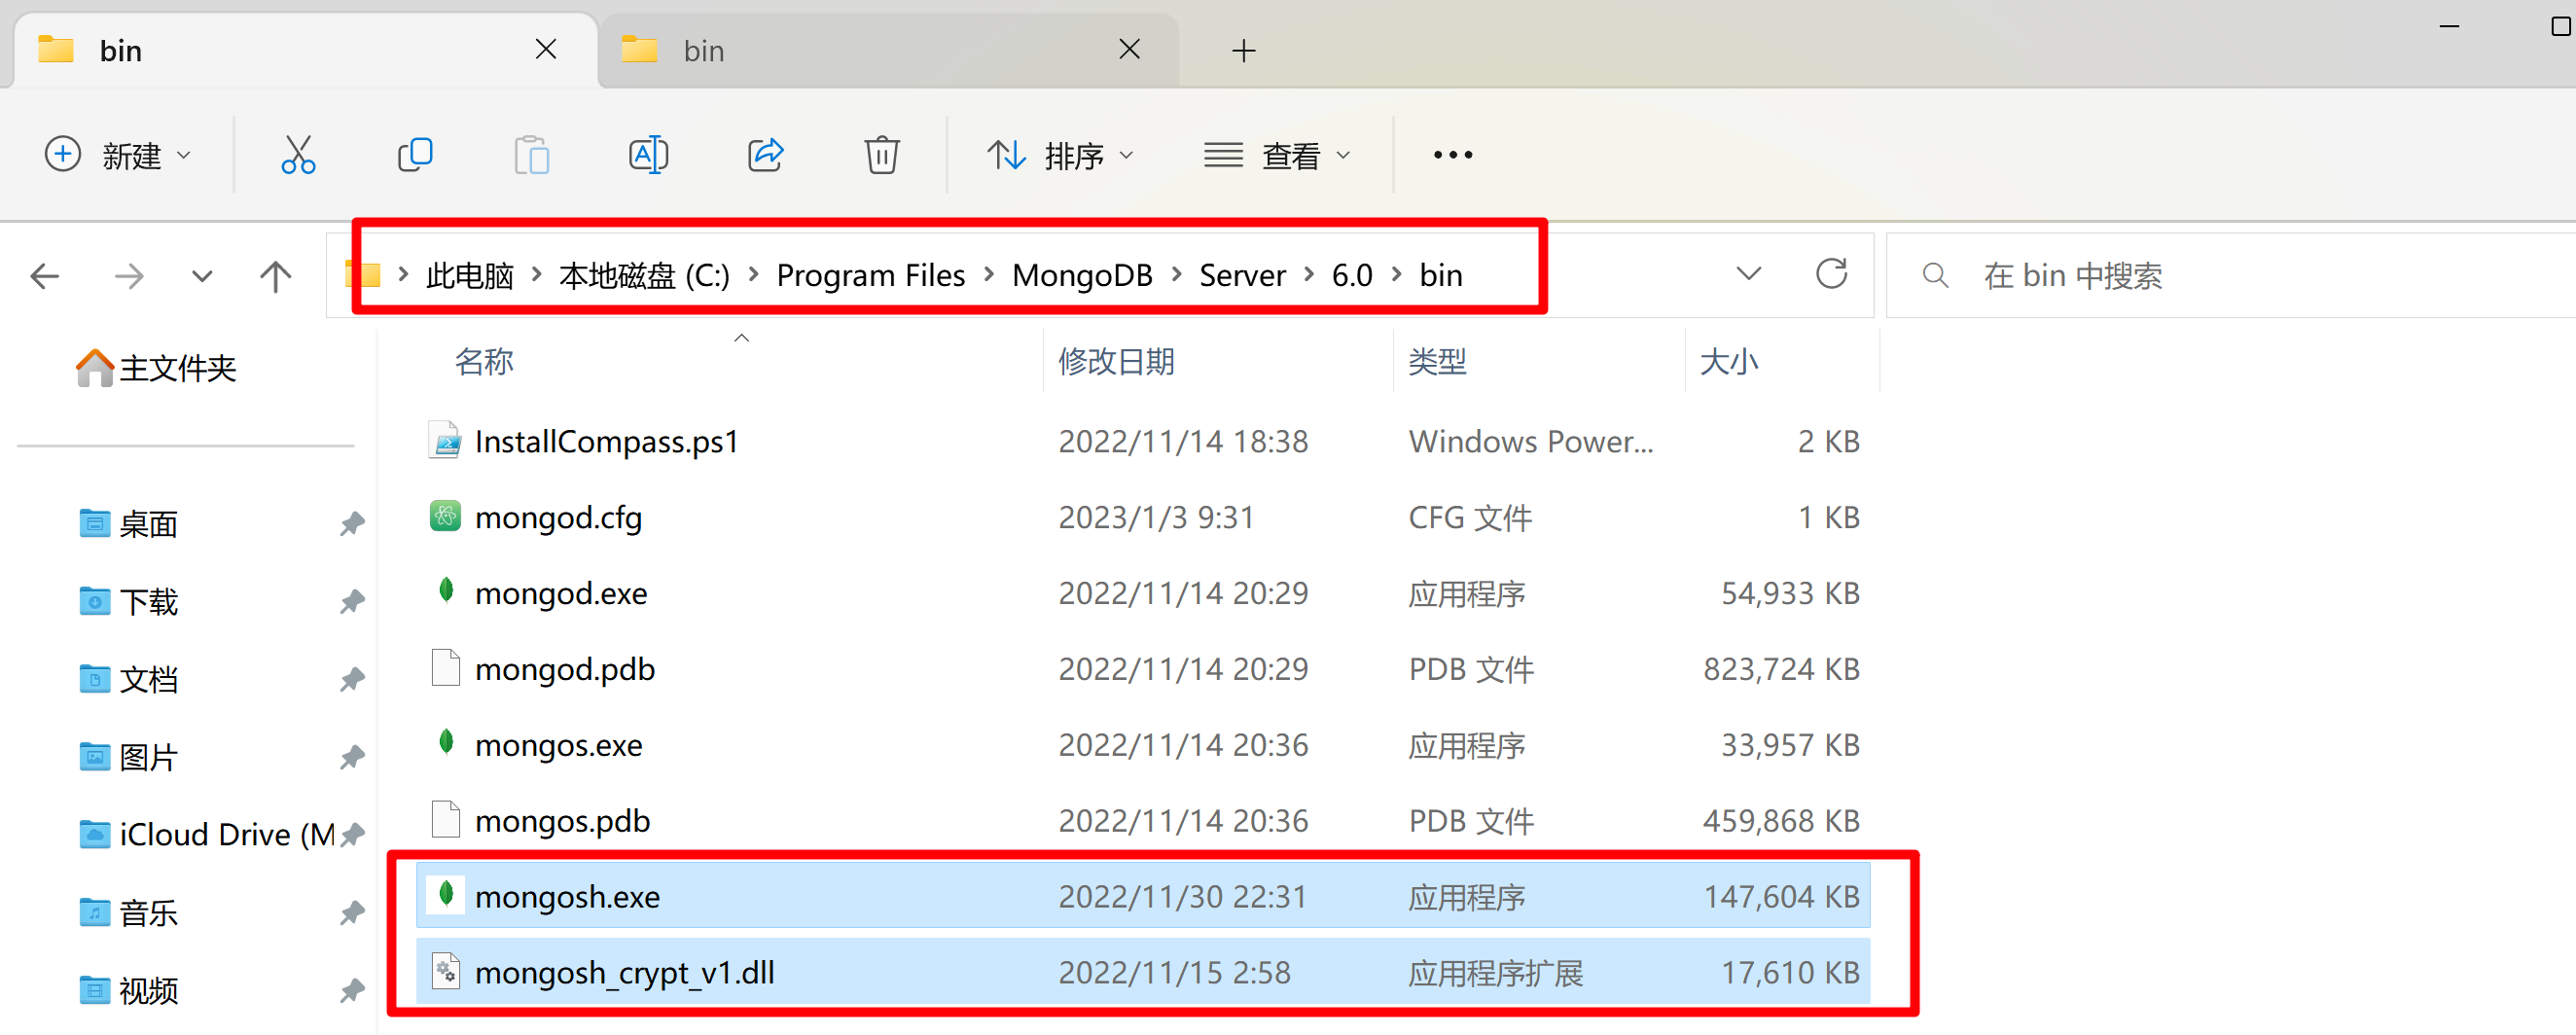 bin bin
新建 排序 查看
此电脑 本地磁盘 (C:) Program Files MongoDB Server 6.0 bin 在 bin 中搜索
主文件夹 名称 修改日期 类型 大小
InstallCompass.ps1 2022/11/14 18:38 Windows Power... 2 KB
桌面 mongod.cfg 2023/1/3 9:31 CFG 文件 1 KB
下载 mongod.exe 2022/11/14 20:29 应用程序 54,933 KB
文档 mongod.pdb 2022/11/14 20:29 PDB 文件 823,724 KB
图片 mongos.exe 2022/11/14 20:36 应用程序 33,957 KB
iCloud Drive (M mongos.pdb 2022/11/14 20:36 PDB 文件 459,868 KB
音乐 mongosh.exe 2022/11/30 22:31 应用程序 147,604 KB
视频 mongosh_crypt_v1.dll 2022/11/15 2:58 应用程序扩展 17,610 KB